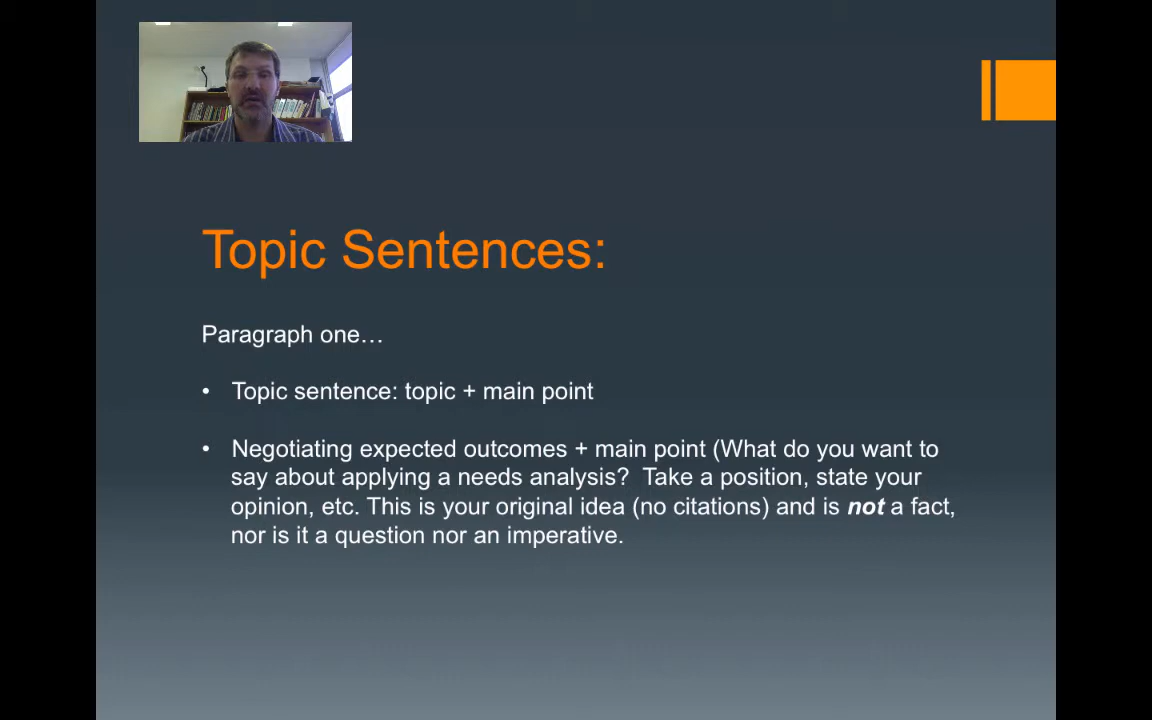 Topic Sentences:
Paragraph one…
• Topic sentence: topic + main point
• Negotiating expected outcomes + main point (What do you want to
say about applying a needs analysis?  Take a position, state your
opinion, etc. This is your original idea (no citations) and is not a fact,
nor is it a question nor an imperative.